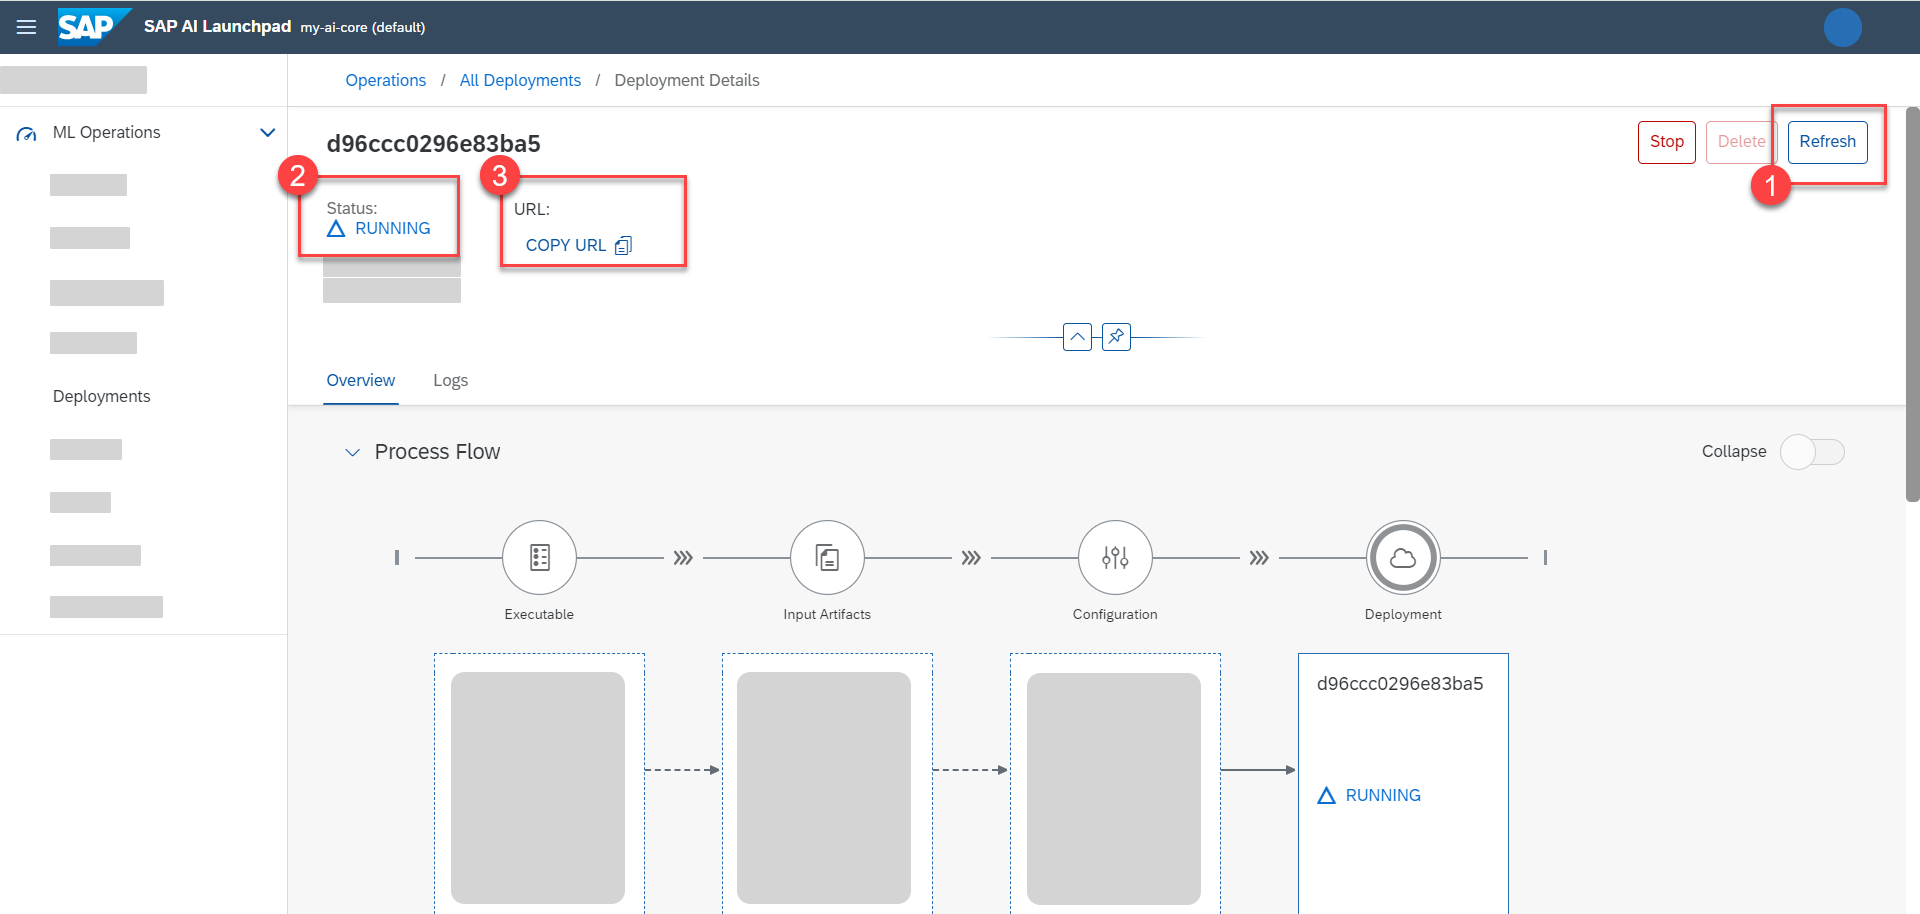 SAP SAP AI Launchpad my-ai-core (default)
Operations / All Deployments / Deployment Details
ML Operations
Deployments
d96ccc0296e83ba5
Stop Delete Refresh
1
2
3
Status:
RUNNING
URL:
COPY URL
Overview Logs
Process Flow
Collapse
Executable Input Artifacts Configuration Deployment
d96ccc0296e83ba5
RUNNING